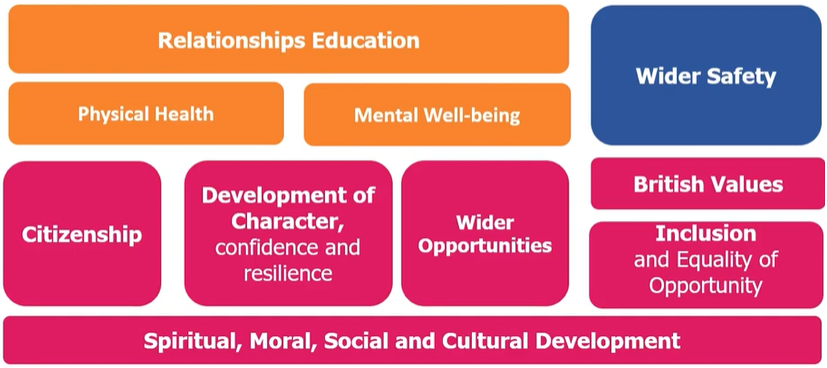 Relationships Education
Wider Safety
Physical Health
Mental Well-being
Citizenship
Development of
Character,
confidence and
resilience
Wider
Opportunities
British Values
Inclusion
and Equality of
Opportunity
Spiritual, Moral, Social and Cultural Development